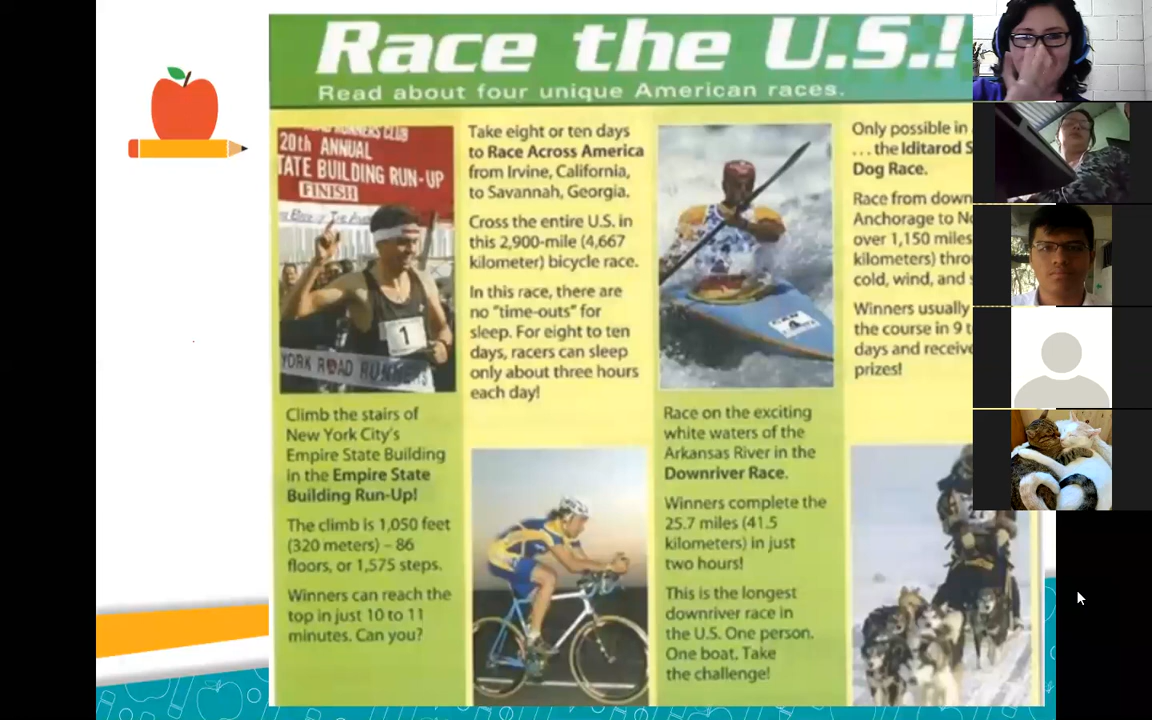 Race the U.S.!
Read about four unique American races.
20th ANNUAL
BUILDING RUN-UP
FINISH
1
YORK ROAD
Climb the stairs of
New York City's
Empire State Building
in the Empire State
Building Run-Up!
The climb is 1,050 feet
(320 meters) – 86
floors, or 1,575 steps.
Winners can reach the
top in just 10 to 11
minutes. Can you?
Take eight or ten days
to Race Across America
from Irvine, California,
to Savannah, Georgia.
Cross the entire U.S. in
this 2,900-mile (4,667
kilometer) bicycle race.
In this race, there are
no "time-outs" for
sleep. For eight to ten
days, racers can sleep
only about three hours
each day!
Race on the exciting
white waters of the
Arkansas River in the
Downriver Race.
Winners complete the
25.7 miles (41.5
kilometers) in just
two hours!
This is the longest
downriver race in
the U.S. One person.
One boat. Take
the challenge!
Only possible in
... the Iditarod S
Dog Race.
Race from down
Anchorage to No
over 1,150 miles
kilometers) thro
cold, wind, and
Winners usually
the course in 9 t
days and receive
prizes!